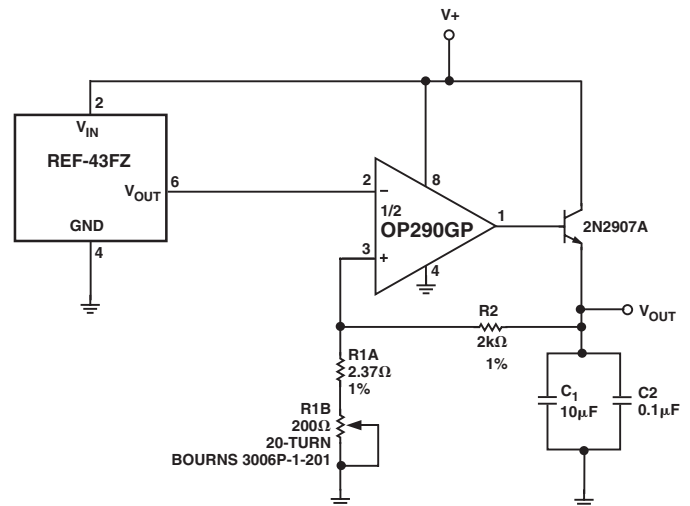 V+
2
VIN
REF-43FZ
VOUT
6
GND
4
2
−
8
1/2
OP290GP
1
3
+
4
2N2907A
R2
2kΩ
1%
VOUT
R1A
2.37Ω
1%
R1B
200Ω
20-TURN
BOURNS 3006P-1-201
C1
10μF
C2
0.1μF